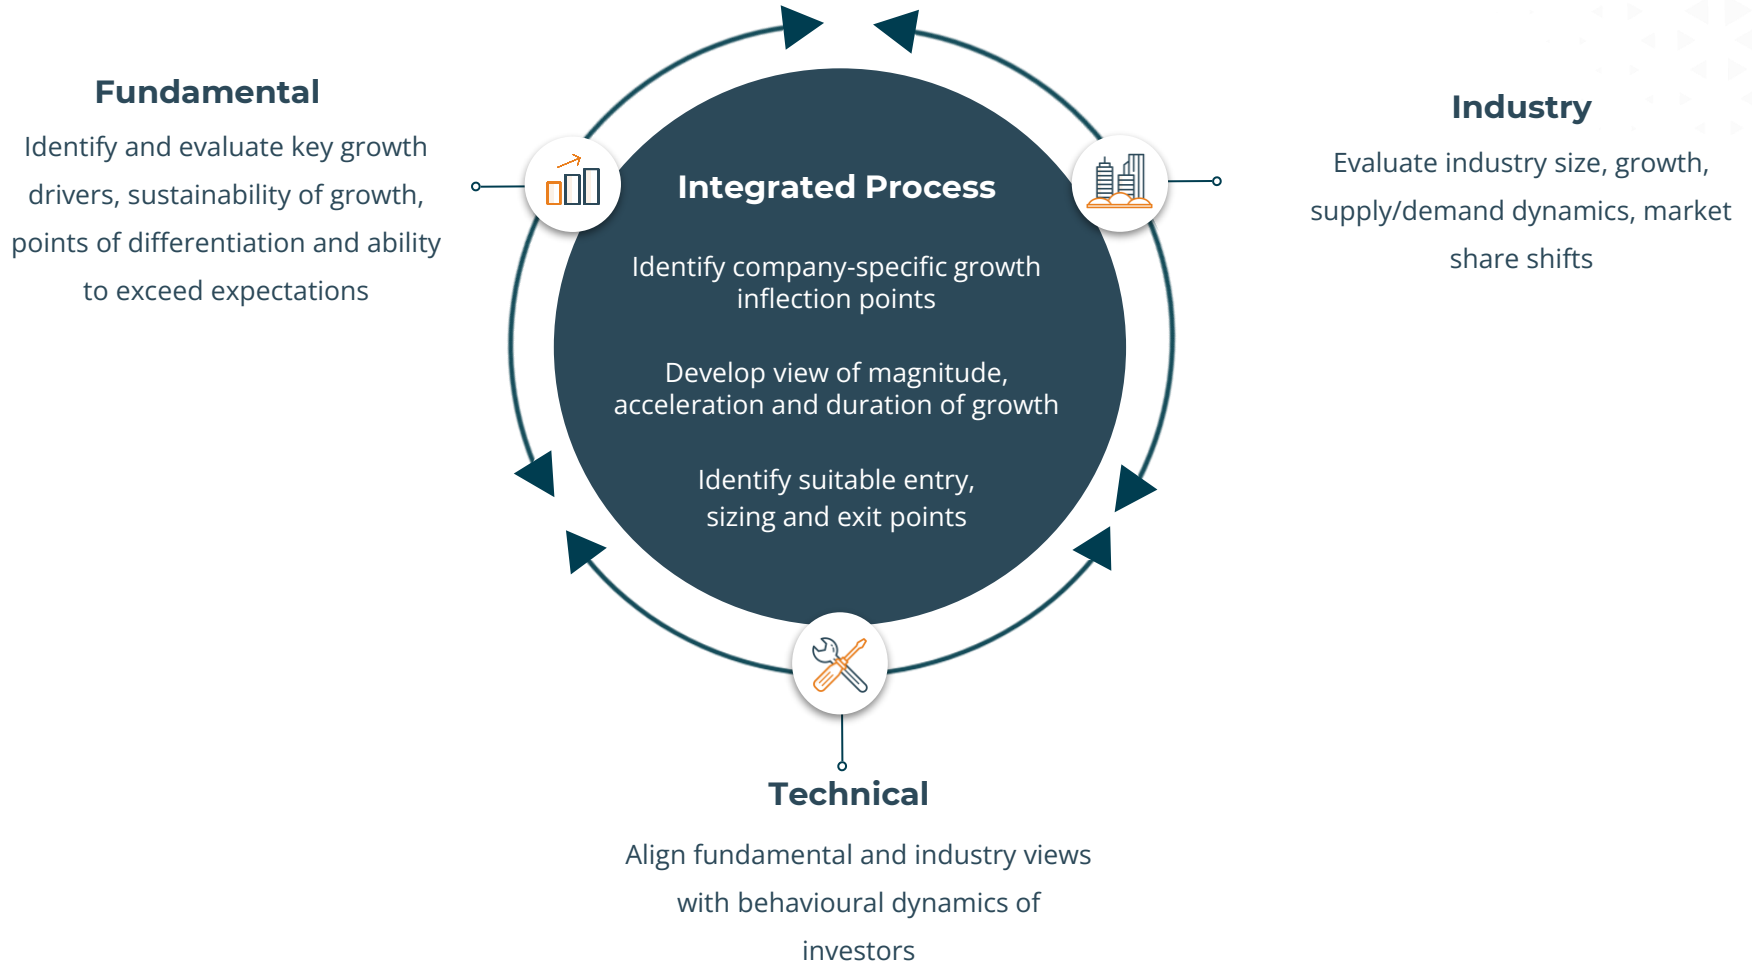 Fundamental
Identify and evaluate key growth
drivers, sustainability of growth,
points of differentiation and ability
to exceed expectations
Integrated Process
Identify company-specific growth
inflection points
Develop view of magnitude,
acceleration and duration of growth
Identify suitable entry,
sizing and exit points
Industry
Evaluate industry size, growth,
supply/demand dynamics, market
share shifts
Technical
Align fundamental and industry views
with behavioural dynamics of
investors